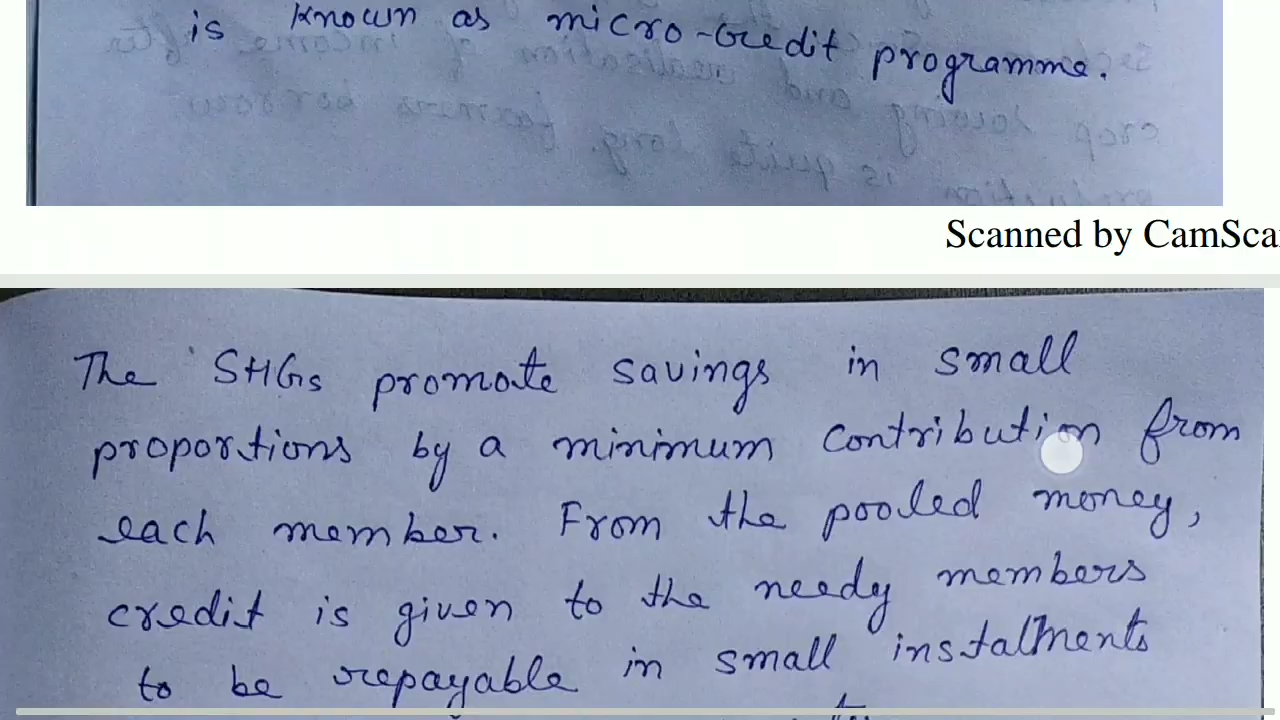 is known as micro-credit programme.
Scanned by CamSca
The SHGs promote savings in small
proportions by a minimum contribution from
each member. From the pooled money,
credit is given to the needy members
to be repayable in small instalments